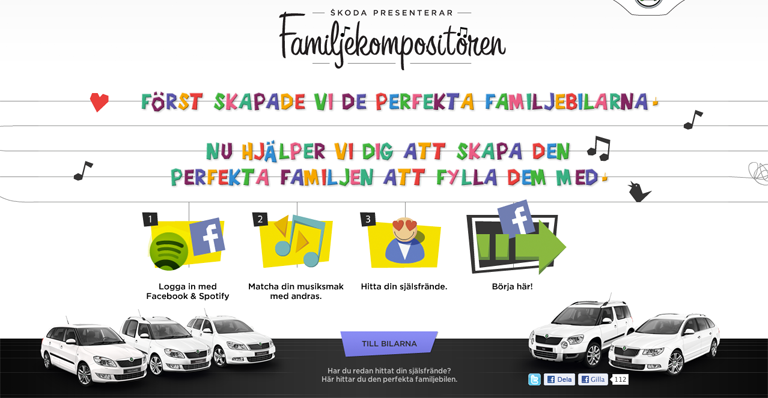 ŠKODA PRESENTERAR
Familjekompositören
FÖRST SKAPADE VI DE PERFEKTA FAMILJEBILARNA.
NU HJÄLPER VI DIG ATT SKAPA DEN
PERFEKTA FAMILJEN ATT FYLLA DEM MED.
1
Logga in med
Facebook & Spotify
2
Matcha din musiksmak
med andras.
3
Hitta din själsfrände.
Börja här!
TILL BILARNA
Har du redan hittat din själsfrände?
Här hittar du den perfekta familjebilen.
Dela
Gilla
112